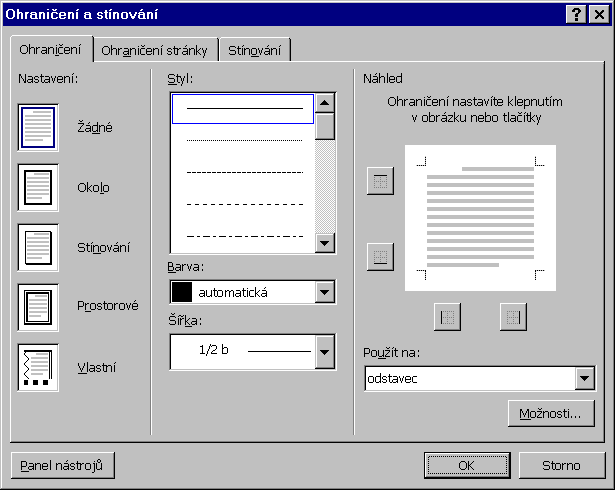 Ohraničení a stínování
Ohraničení
Ohraničení stránky
Stínování
Nastavení:
Žádné
Okolo
Stínování
Prostorové
Vlastní
Styl:
Barva:
automatická
Šířka:
1/2 b
Náhled
Ohraničení nastavíte klepnutím
v obrázku nebo tlačítky
Použít na:
odstavec
Možnosti...
Panel nástrojů
OK
Storno